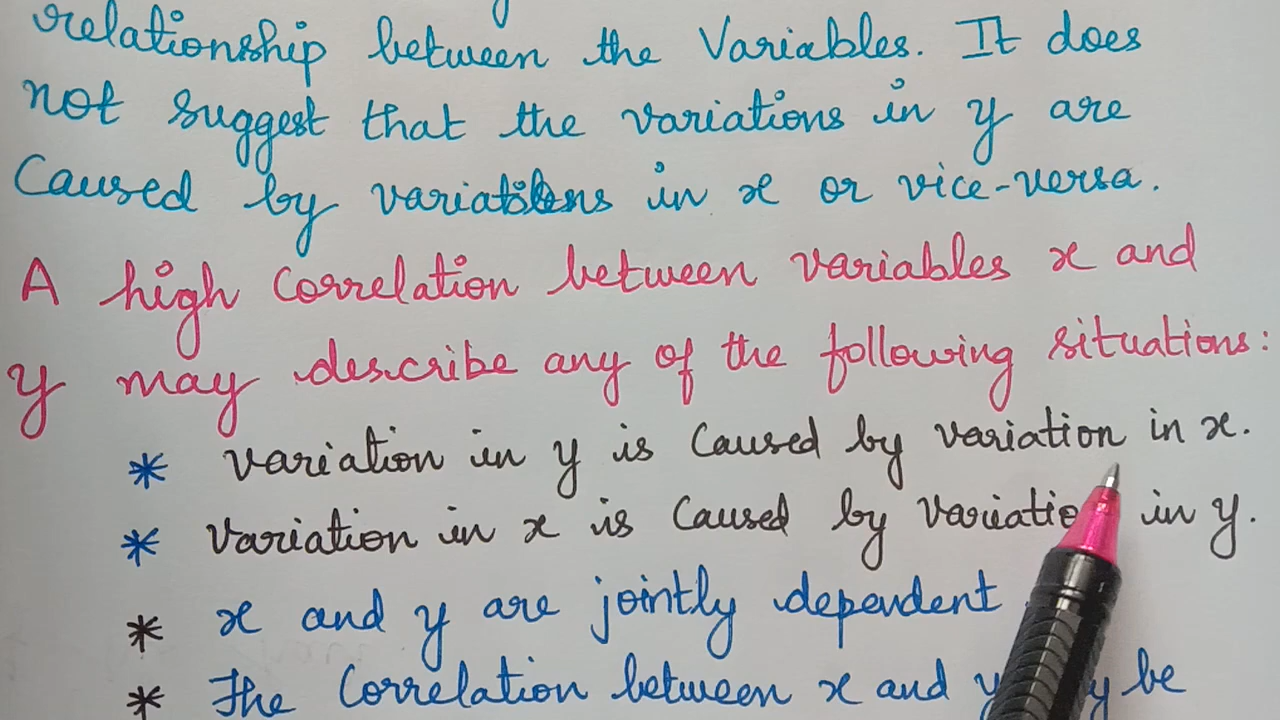 relationship between the Variables. It does
not suggest that the variations in y are
Caused by variations in x or vice-versa.
A high Correlation between variables x and
y may describe any of the following situations:
* Variation in y is Caused by Variation in x.
* Variation in x is Caused by Variatio in y.
* x and y are jointly dependent
* The Correlation between x and y be